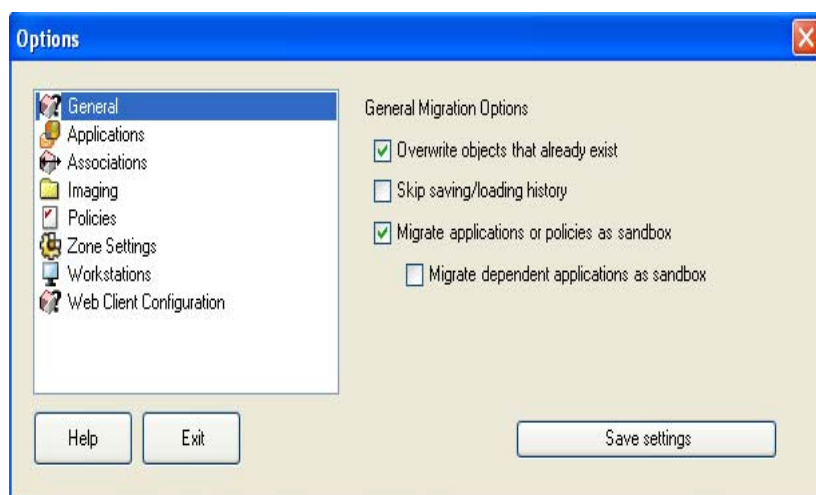 Options
General
Applications
Associations
Imaging
Policies
Zone Settings
Workstations
Web Client Configuration
General Migration Options
Overwrite objects that already exist
Skip saving/loading history
Migrate applications or policies as sandbox
Migrate dependent applications as sandbox
Help
Exit
Save settings